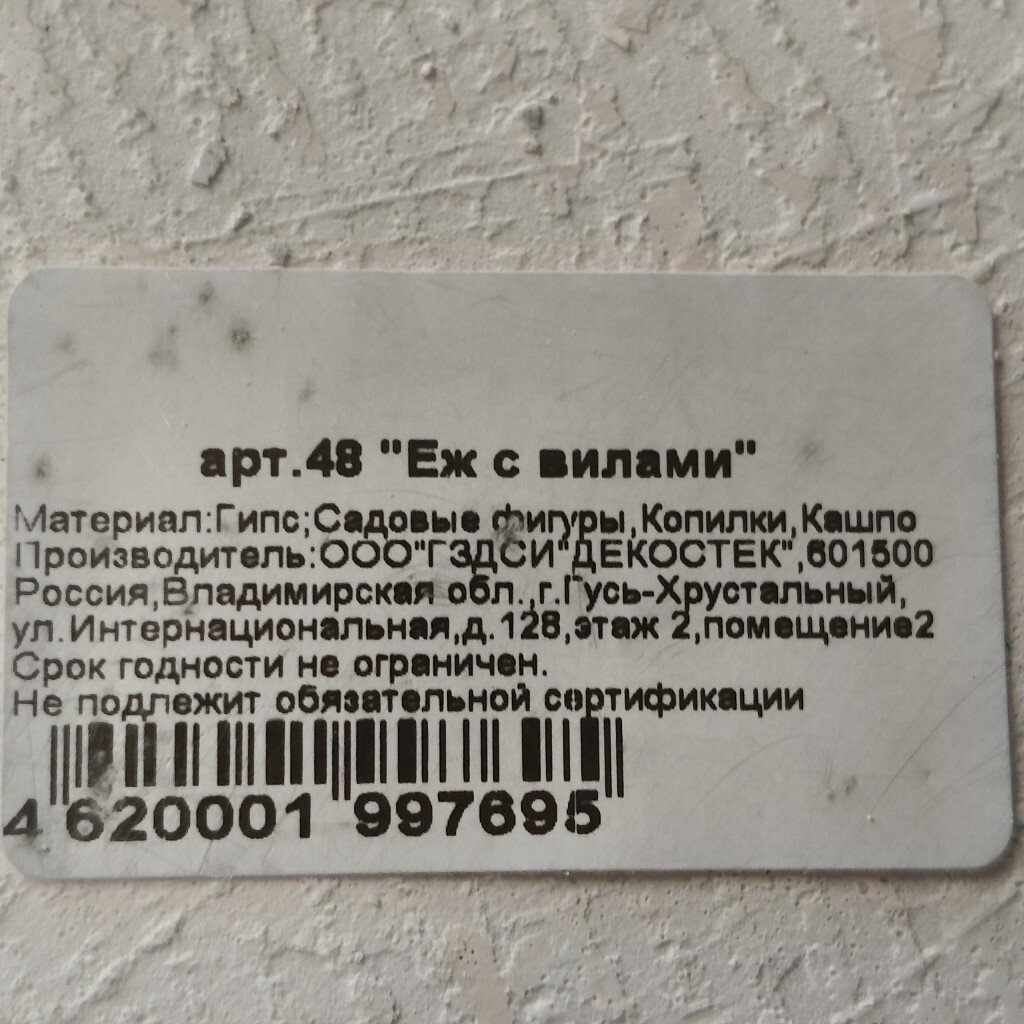 арт.48 "Еж с вилами"
Материал:Гипс;Садовые фигуры,Копилки,Кашпо
Производитель:ООО"ГЗДСИ"ДЕКОСТЕК",601500
Россия,Владимирская обл.,г.Гусь-Хрустальный,
ул.Интернациональная,д.128,этаж 2,помещение2
Срок годности не ограничен.
Не подлежит обязательной сертификации
4 620001 997695